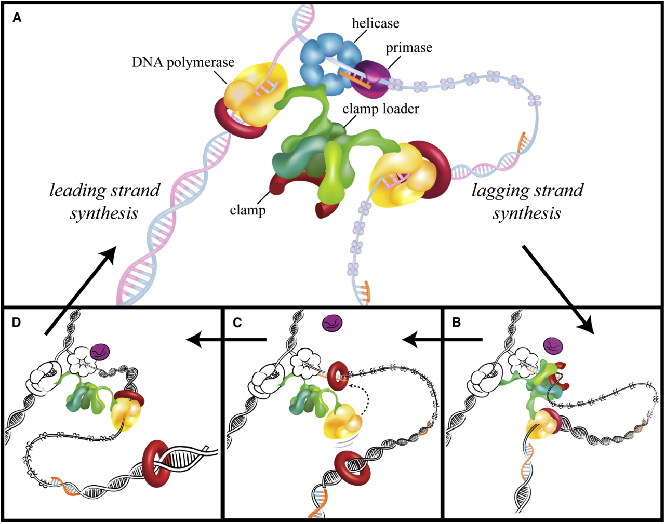 A
helicase
primase
DNA polymerase
clamp loader
leading strand
synthesis
clamp
lagging strand
synthesis
D
C
B